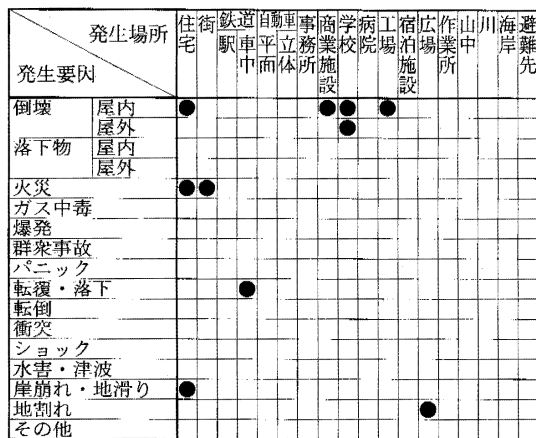 発生場所
発生要因
住宅
街
鉄道
駅
車中
自動車
平面
立体
事務所
商業施設
学校
病院
工場
宿泊施設
広場
作業所
山中
川
海岸
避難先
倒壊 屋内
屋外
落下物 屋内
屋外
火災
ガス中毒
爆発
群衆事故
パニック
転覆・落下
転倒
衝突
ショック
水害・津波
崖崩れ・地滑り
地割れ
その他